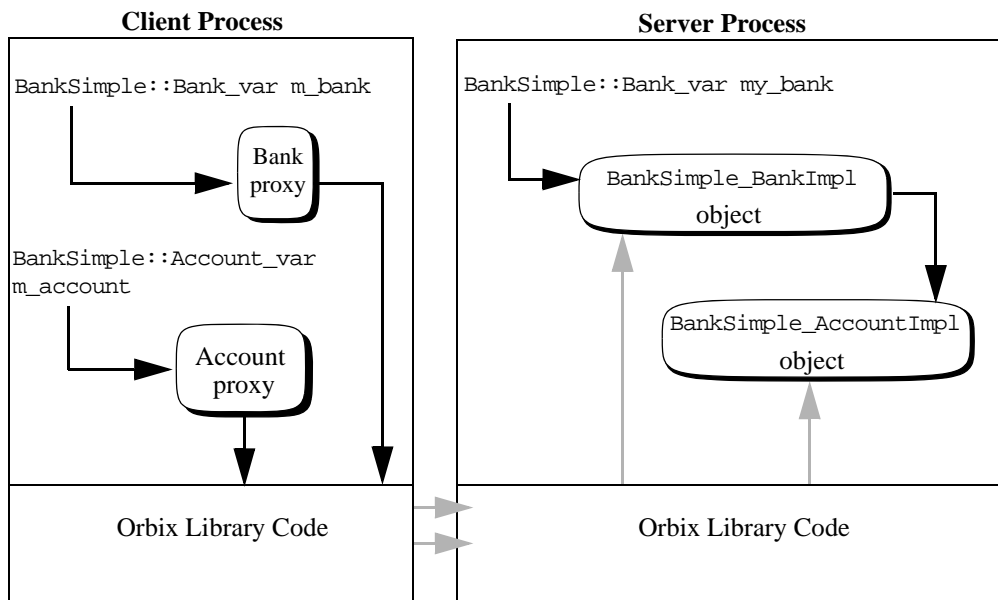 Client Process
BankSimple::Bank_var m_bank
Bank
proxy
BankSimple::Account_var
m_account
Account
proxy
Orbix Library Code
Server Process
BankSimple::Bank_var my_bank
BankSimple_BankImpl
object
BankSimple_AccountImpl
object
Orbix Library Code